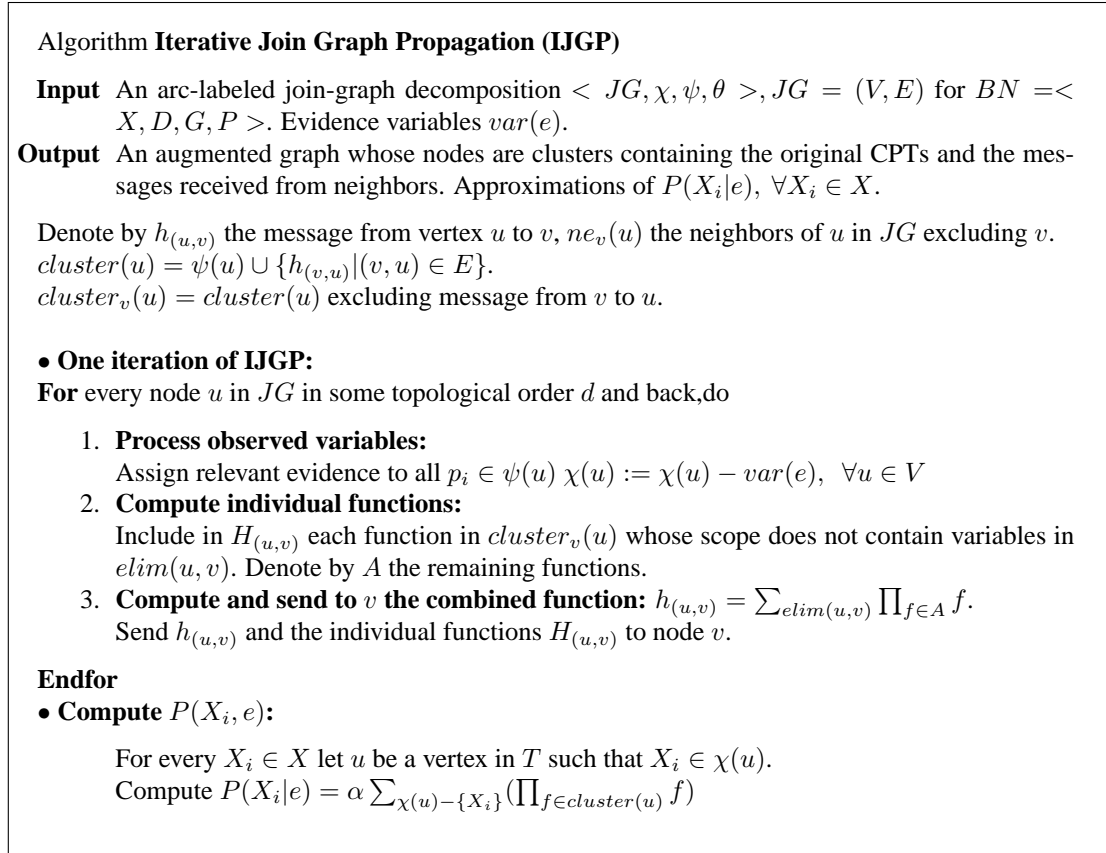 Algorithm Iterative Join Graph Propagation (IJGP)
Input An arc-labeled join-graph decomposition < JG, χ, ψ, θ >, JG = (V, E) for BN =<
X, D, G, P >. Evidence variables var(e).
Output An augmented graph whose nodes are clusters containing the original CPTs and the mes-
sages received from neighbors. Approximations of P(X_i|e), ∀X_i ∈ X.
Denote by h_(u,v) the message from vertex u to v, ne_v(u) the neighbors of u in JG excluding v.
cluster(u) = ψ(u) ∪ {h_(v,u)|(v, u) ∈ E}.
cluster_v(u) = cluster(u) excluding message from v to u.
• One iteration of IJGP:
For every node u in JG in some topological order d and back,do
1. Process observed variables:
Assign relevant evidence to all p_i ∈ ψ(u) χ(u) := χ(u) − var(e), ∀u ∈ V
2. Compute individual functions:
Include in H_(u,v) each function in cluster_v(u) whose scope does not contain variables in
elim(u, v). Denote by A the remaining functions.
3. Compute and send to v the combined function: h_(u,v) = ∑_elim(u,v) ∏_f∈A f.
Send h_(u,v) and the individual functions H_(u,v) to node v.
Endfor
• Compute P(X_i, e):
For every X_i ∈ X let u be a vertex in T such that X_i ∈ χ(u).
Compute P(X_i|e) = α ∑_χ(u)−{X_i} (∏_f∈cluster(u) f)